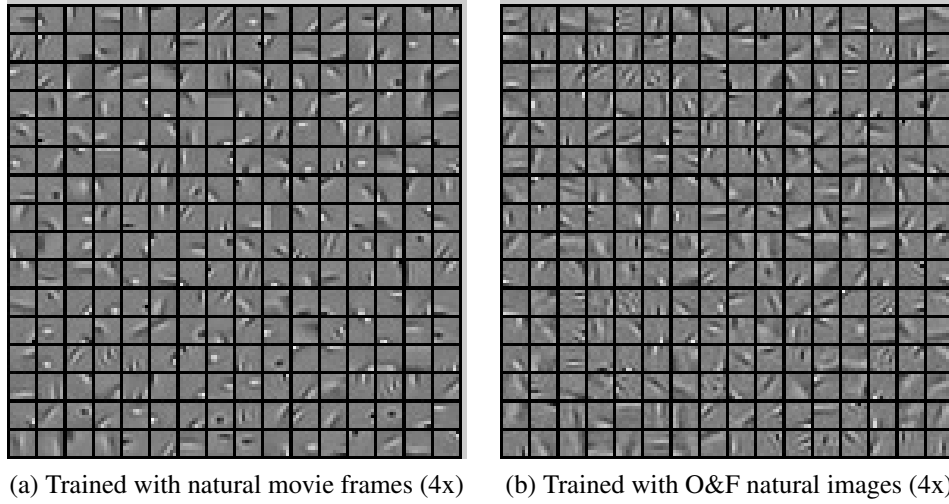 (a) Trained with natural movie frames (4x)
(b) Trained with O&F natural images (4x